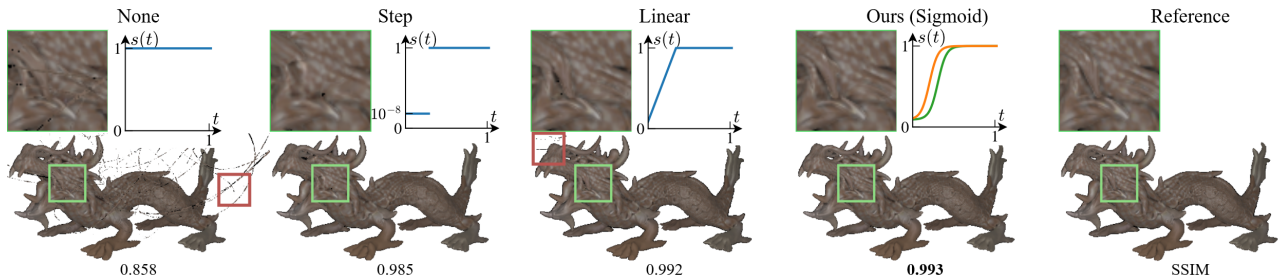 None
s(t)
1
0
t
1
0.858
Step
s(t)
1
10⁻⁸
0
t
1
0.985
Linear
s(t)
1
0
t
1
0.992
Ours (Sigmoid)
s(t)
1
0
t
1
0.993
Reference
SSIM